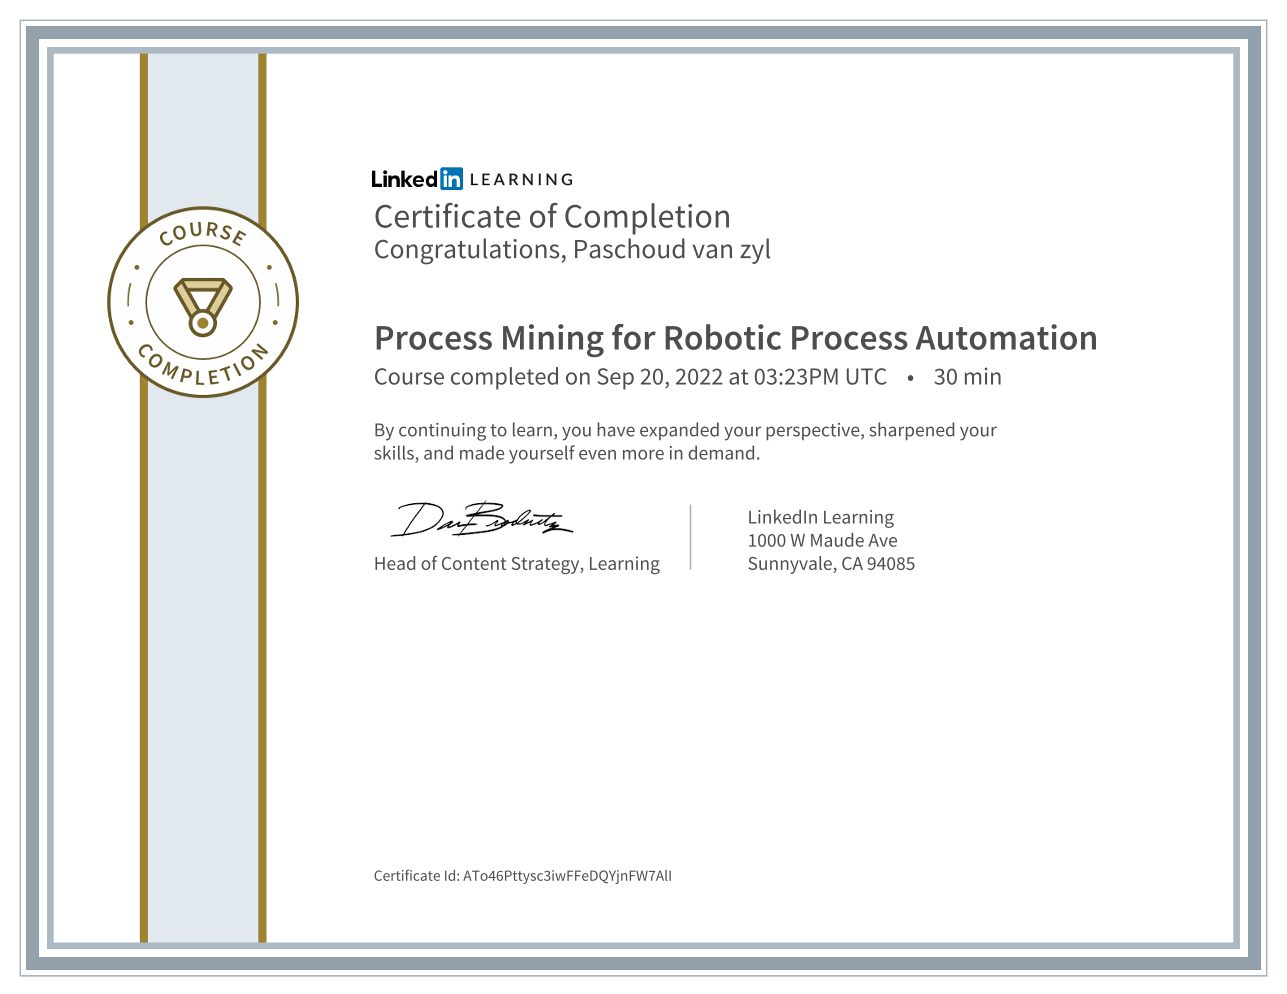 COURSE
COMPLETION
Linked in LEARNING
Certificate of Completion
Congratulations, Paschoud van zyl
Process Mining for Robotic Process Automation
Course completed on Sep 20, 2022 at 03:23PM UTC • 30 min
By continuing to learn, you have expanded your perspective, sharpened your
skills, and made yourself even more in demand.
Dan Brodnitz
Head of Content Strategy, Learning
LinkedIn Learning
1000 W Maude Ave
Sunnyvale, CA 94085
Certificate Id: ATo46Pttysc3iwFFeDQYjnFW7AlI